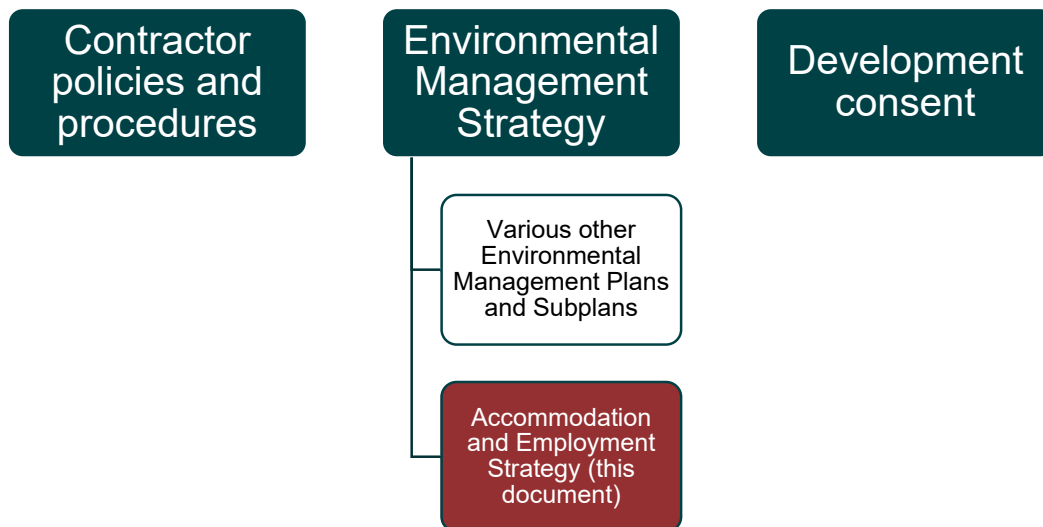 Contractor
policies and
procedures
Environmental
Management
Strategy
Development
consent
Various other
Environmental
Management Plans
and Subplans
Accommodation
and Employment
Strategy (this
document)